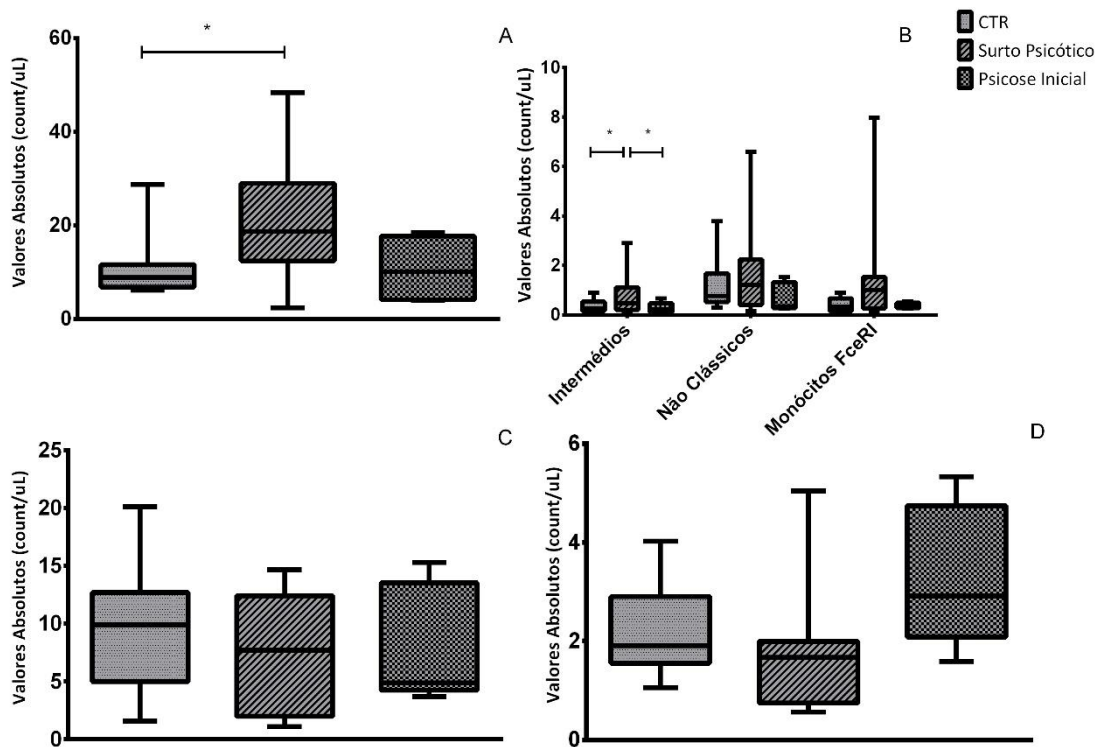 A
Valores Absolutos (count/uL)
60
40
20
0
*
B
Valores Absolutos (count/uL)
10
8
6
4
2
0
* *
Intermédios
Não Clássicos
Monócitos FceRI
CTR
Surto Psicótico
Psicose Inicial
C
Valores Absolutos (count/uL)
25
20
15
10
5
0
D
Valores Absolutos (count/uL)
6
4
2
0